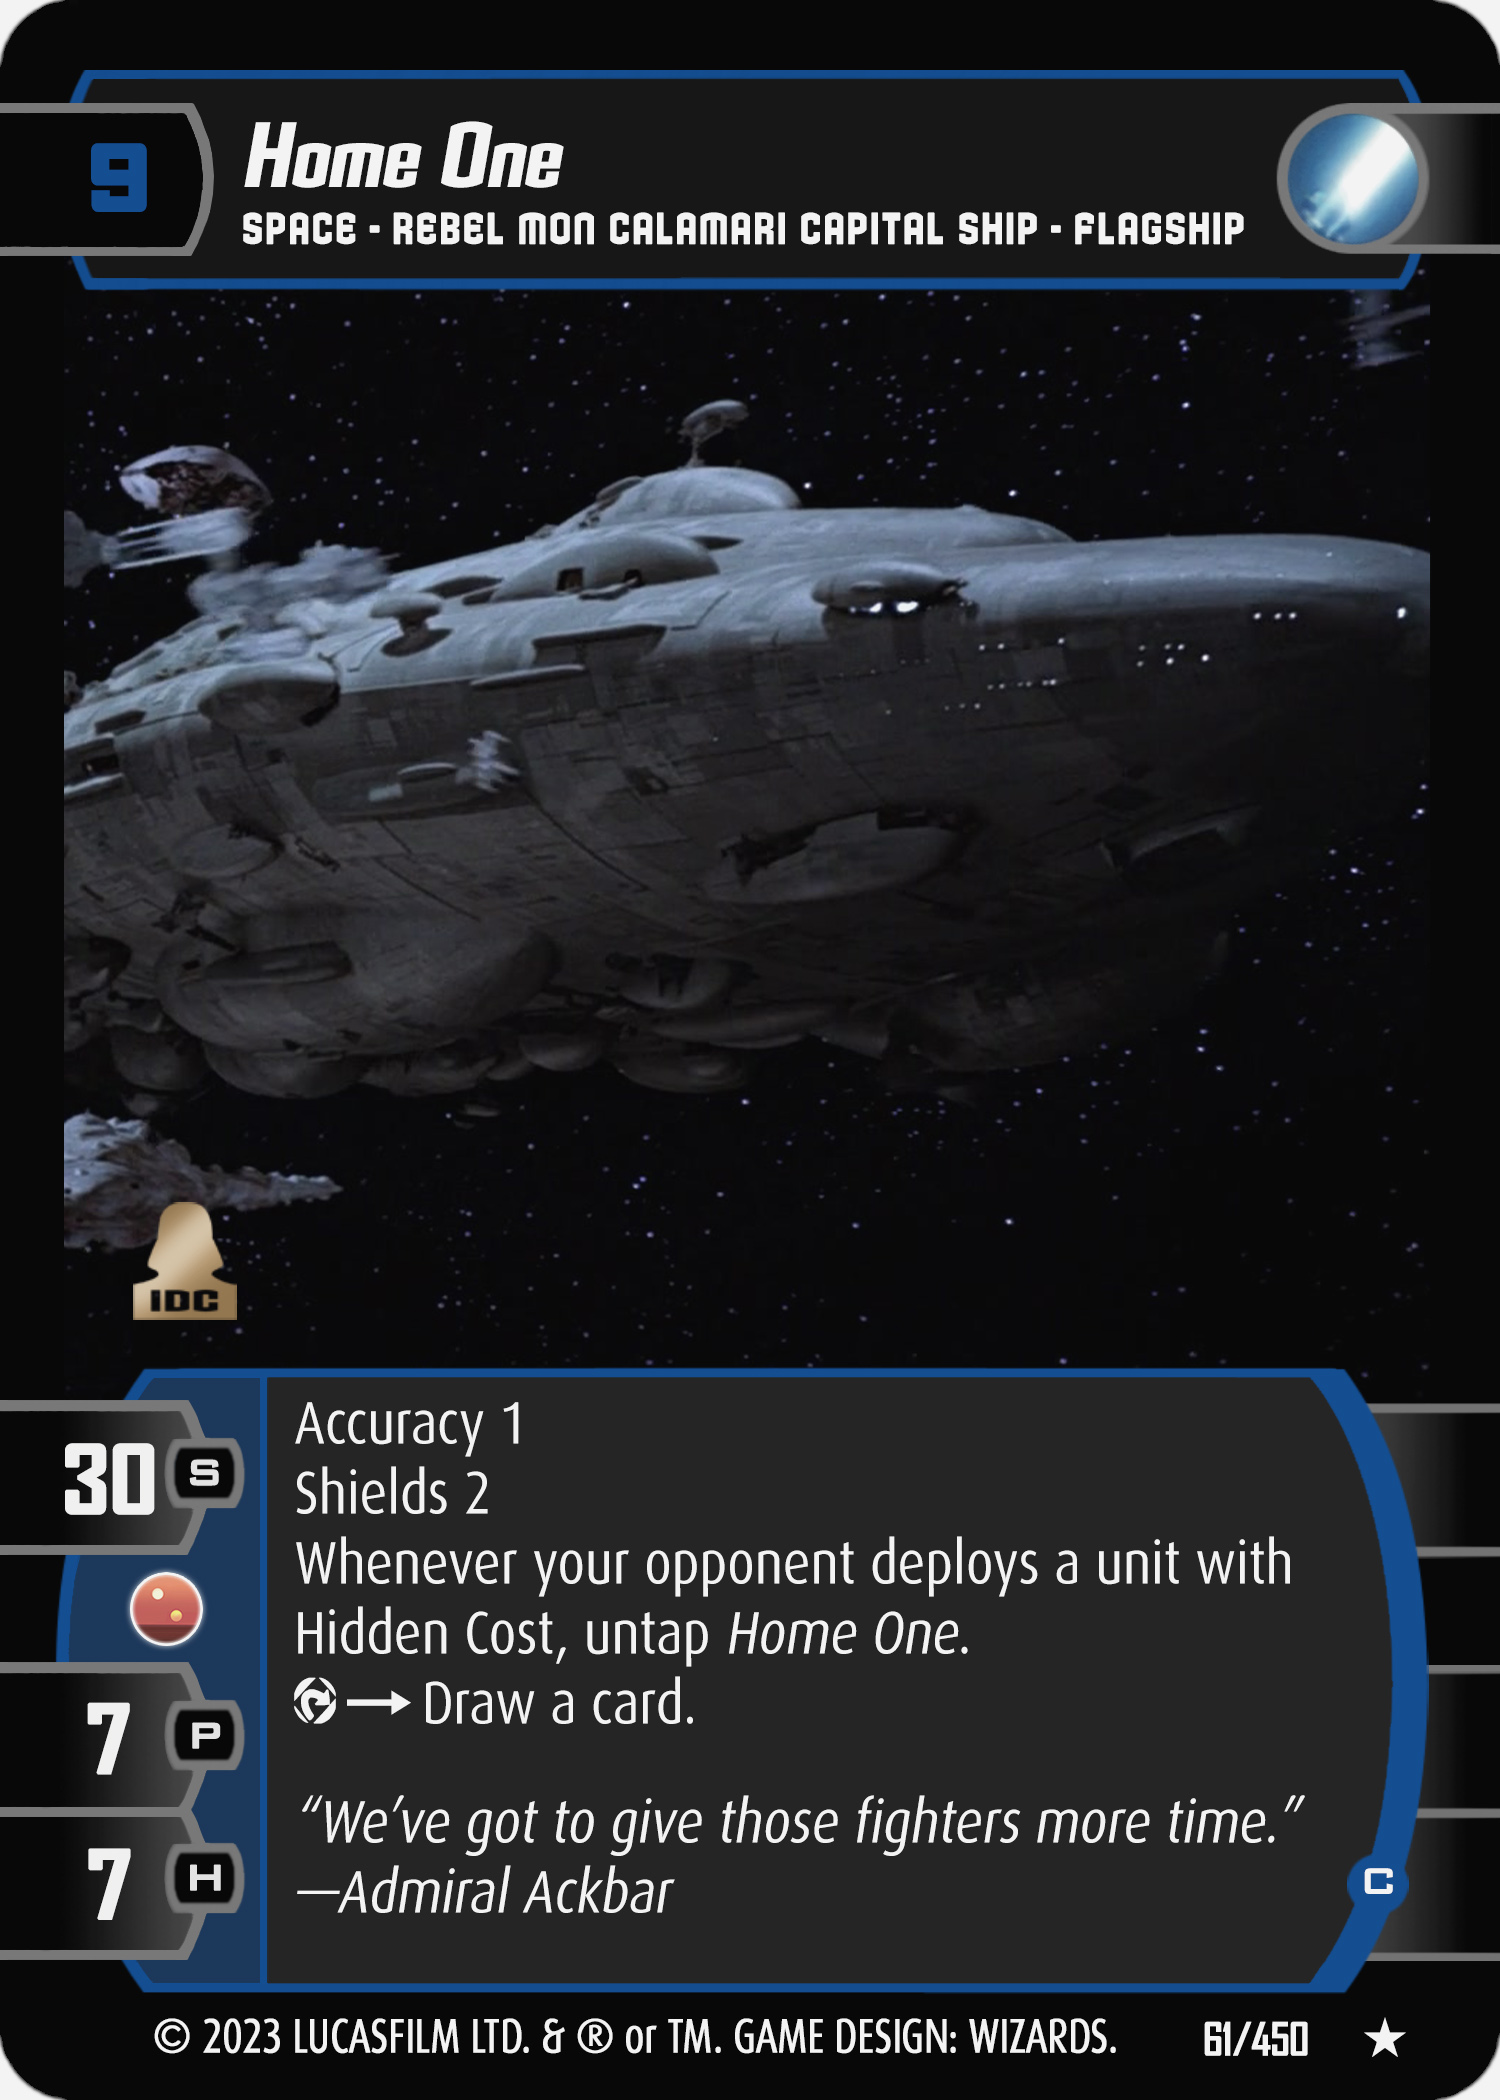 9
Home One
SPACE - REBEL MON CALAMARI CAPITAL SHIP - FLAGSHIP
IDC
30 S
7 P
7 H
Accuracy 1
Shields 2
Whenever your opponent deploys a unit with
Hidden Cost, untap Home One.
Draw a card.
“We’ve got to give those fighters more time.”
—Admiral Ackbar
C
© 2023 LUCASFILM LTD. & ® or TM. GAME DESIGN: WIZARDS.
61/450